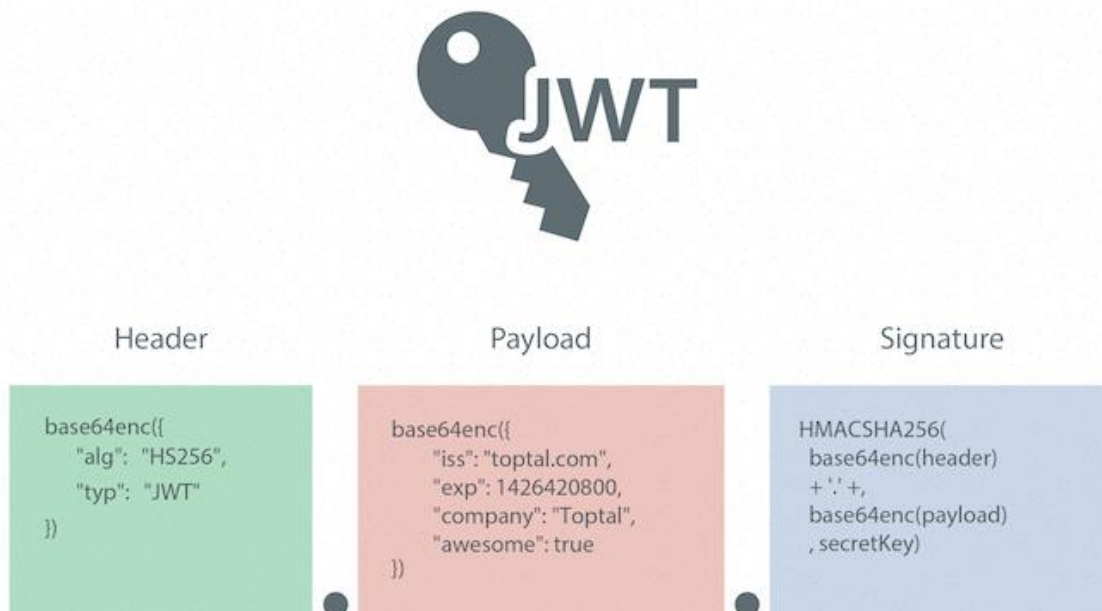 JWT
Header
Payload
Signature
base64enc({
"alg": "HS256",
"typ": "JWT"
})
base64enc({
"iss": "toptal.com",
"exp": 1426420800,
"company": "Toptal",
"awesome": true
})
HMACSHA256(
base64enc(header)
+ '.' +,
base64enc(payload)
, secretKey)